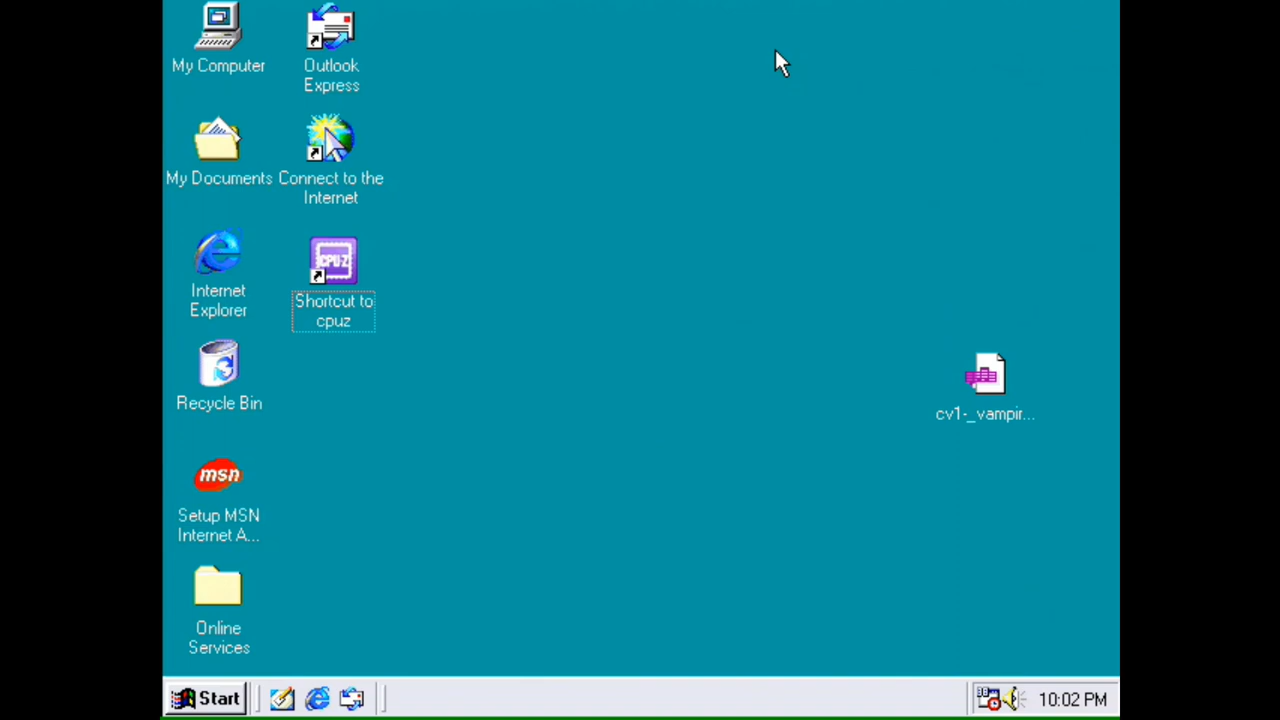 My Computer
Outlook
Express
My Documents
Connect to the
Internet
CPU-Z
Internet
Explorer
Shortcut to
cpuz
Recycle Bin
cv1-_vampir...
msn
Setup MSN
Internet A...
Online
Services
Start
10:02 PM